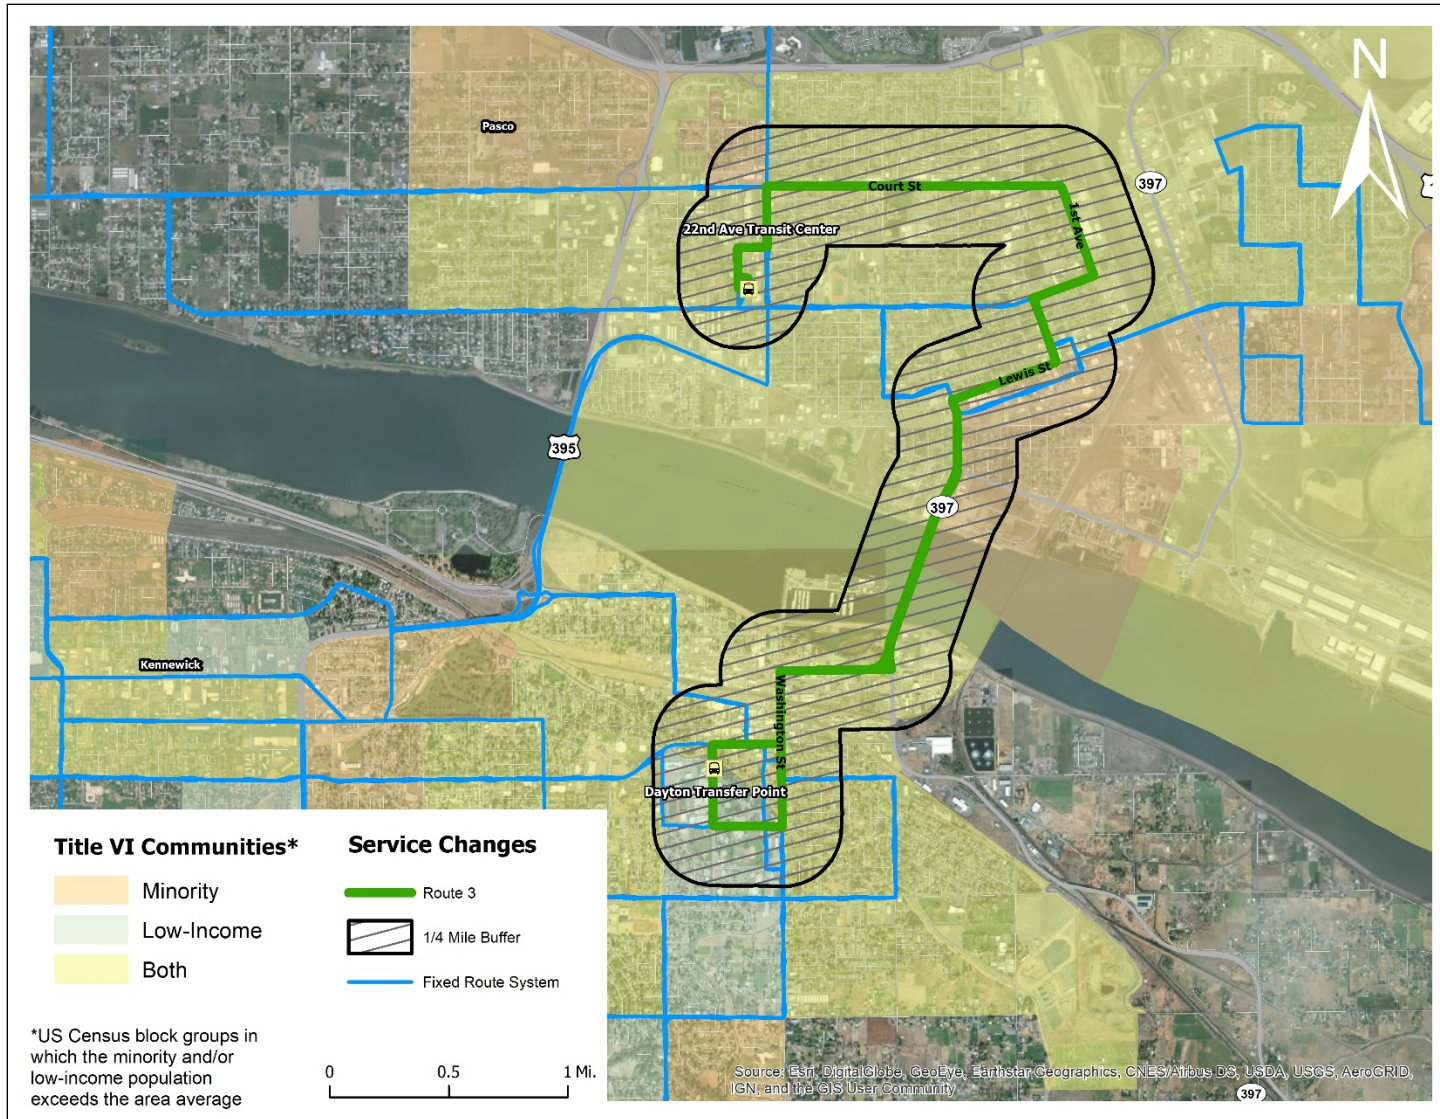 N
Pasco
397
Court St
1st Ave
22nd Ave Transit Center
Lewis St
395
397
Kennewick
Washington St
Dayton Transfer Point
Title VI Communities*
Minority
Low-Income
Both
*US Census block groups in
which the minority and/or
low-income population
exceeds the area average
Service Changes
Route 3
1/4 Mile Buffer
Fixed Route System
0 0.5 1 Mi.
Source: Esri, DigitalGlobe, GeoEye, Earthstar Geographics, CNES/Airbus DS, USDA, USGS, AeroGRID,
IGN, and the GIS User Community
397